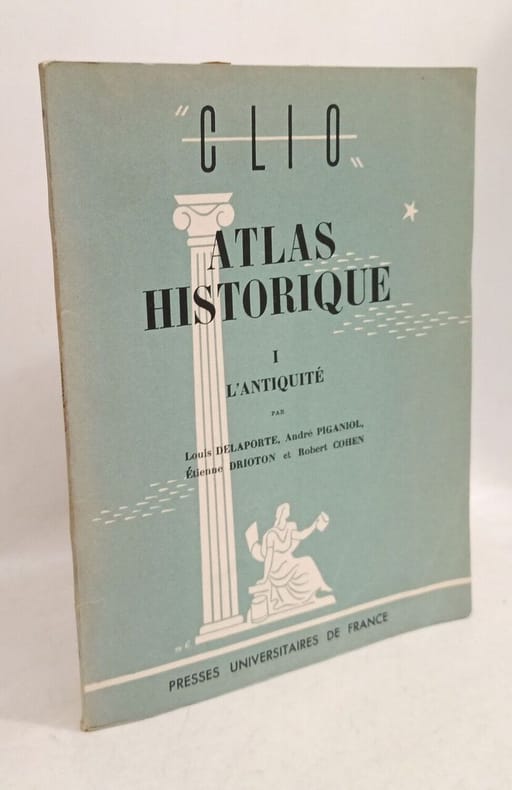 "CLIO"
ATLAS
HISTORIQUE
I
L'ANTIQUITÉ
PAR
Louis DELAPORTE, André PIGANIOL,
Étienne DRIOTON et Robert COHEN
PRESSES UNIVERSITAIRES DE FRANCE